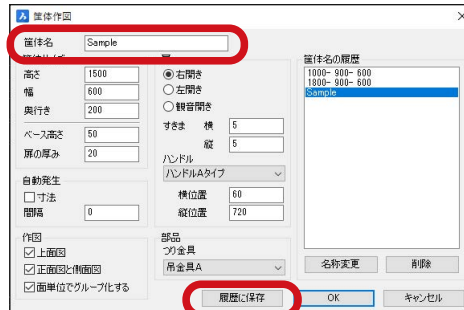 筐体作図
筐体名 Sample
高さ 1500
幅 600
奥行き 200
ベース高さ 50
扉の厚み 20
自動発生
寸法
間隔 0
作図
上面図
正面図と側面図
面単位でグループ化する
右開き
左開き
観音開き
すきま 横 5
縦 5
ハンドル
ハンドルAタイプ
横位置 60
縦位置 720
部品
つり金具
吊金具A
履歴に保存
筐体名の履歴
1000- 900- 600
1800- 900- 600
Sample
名称変更 削除
OK キャンセル